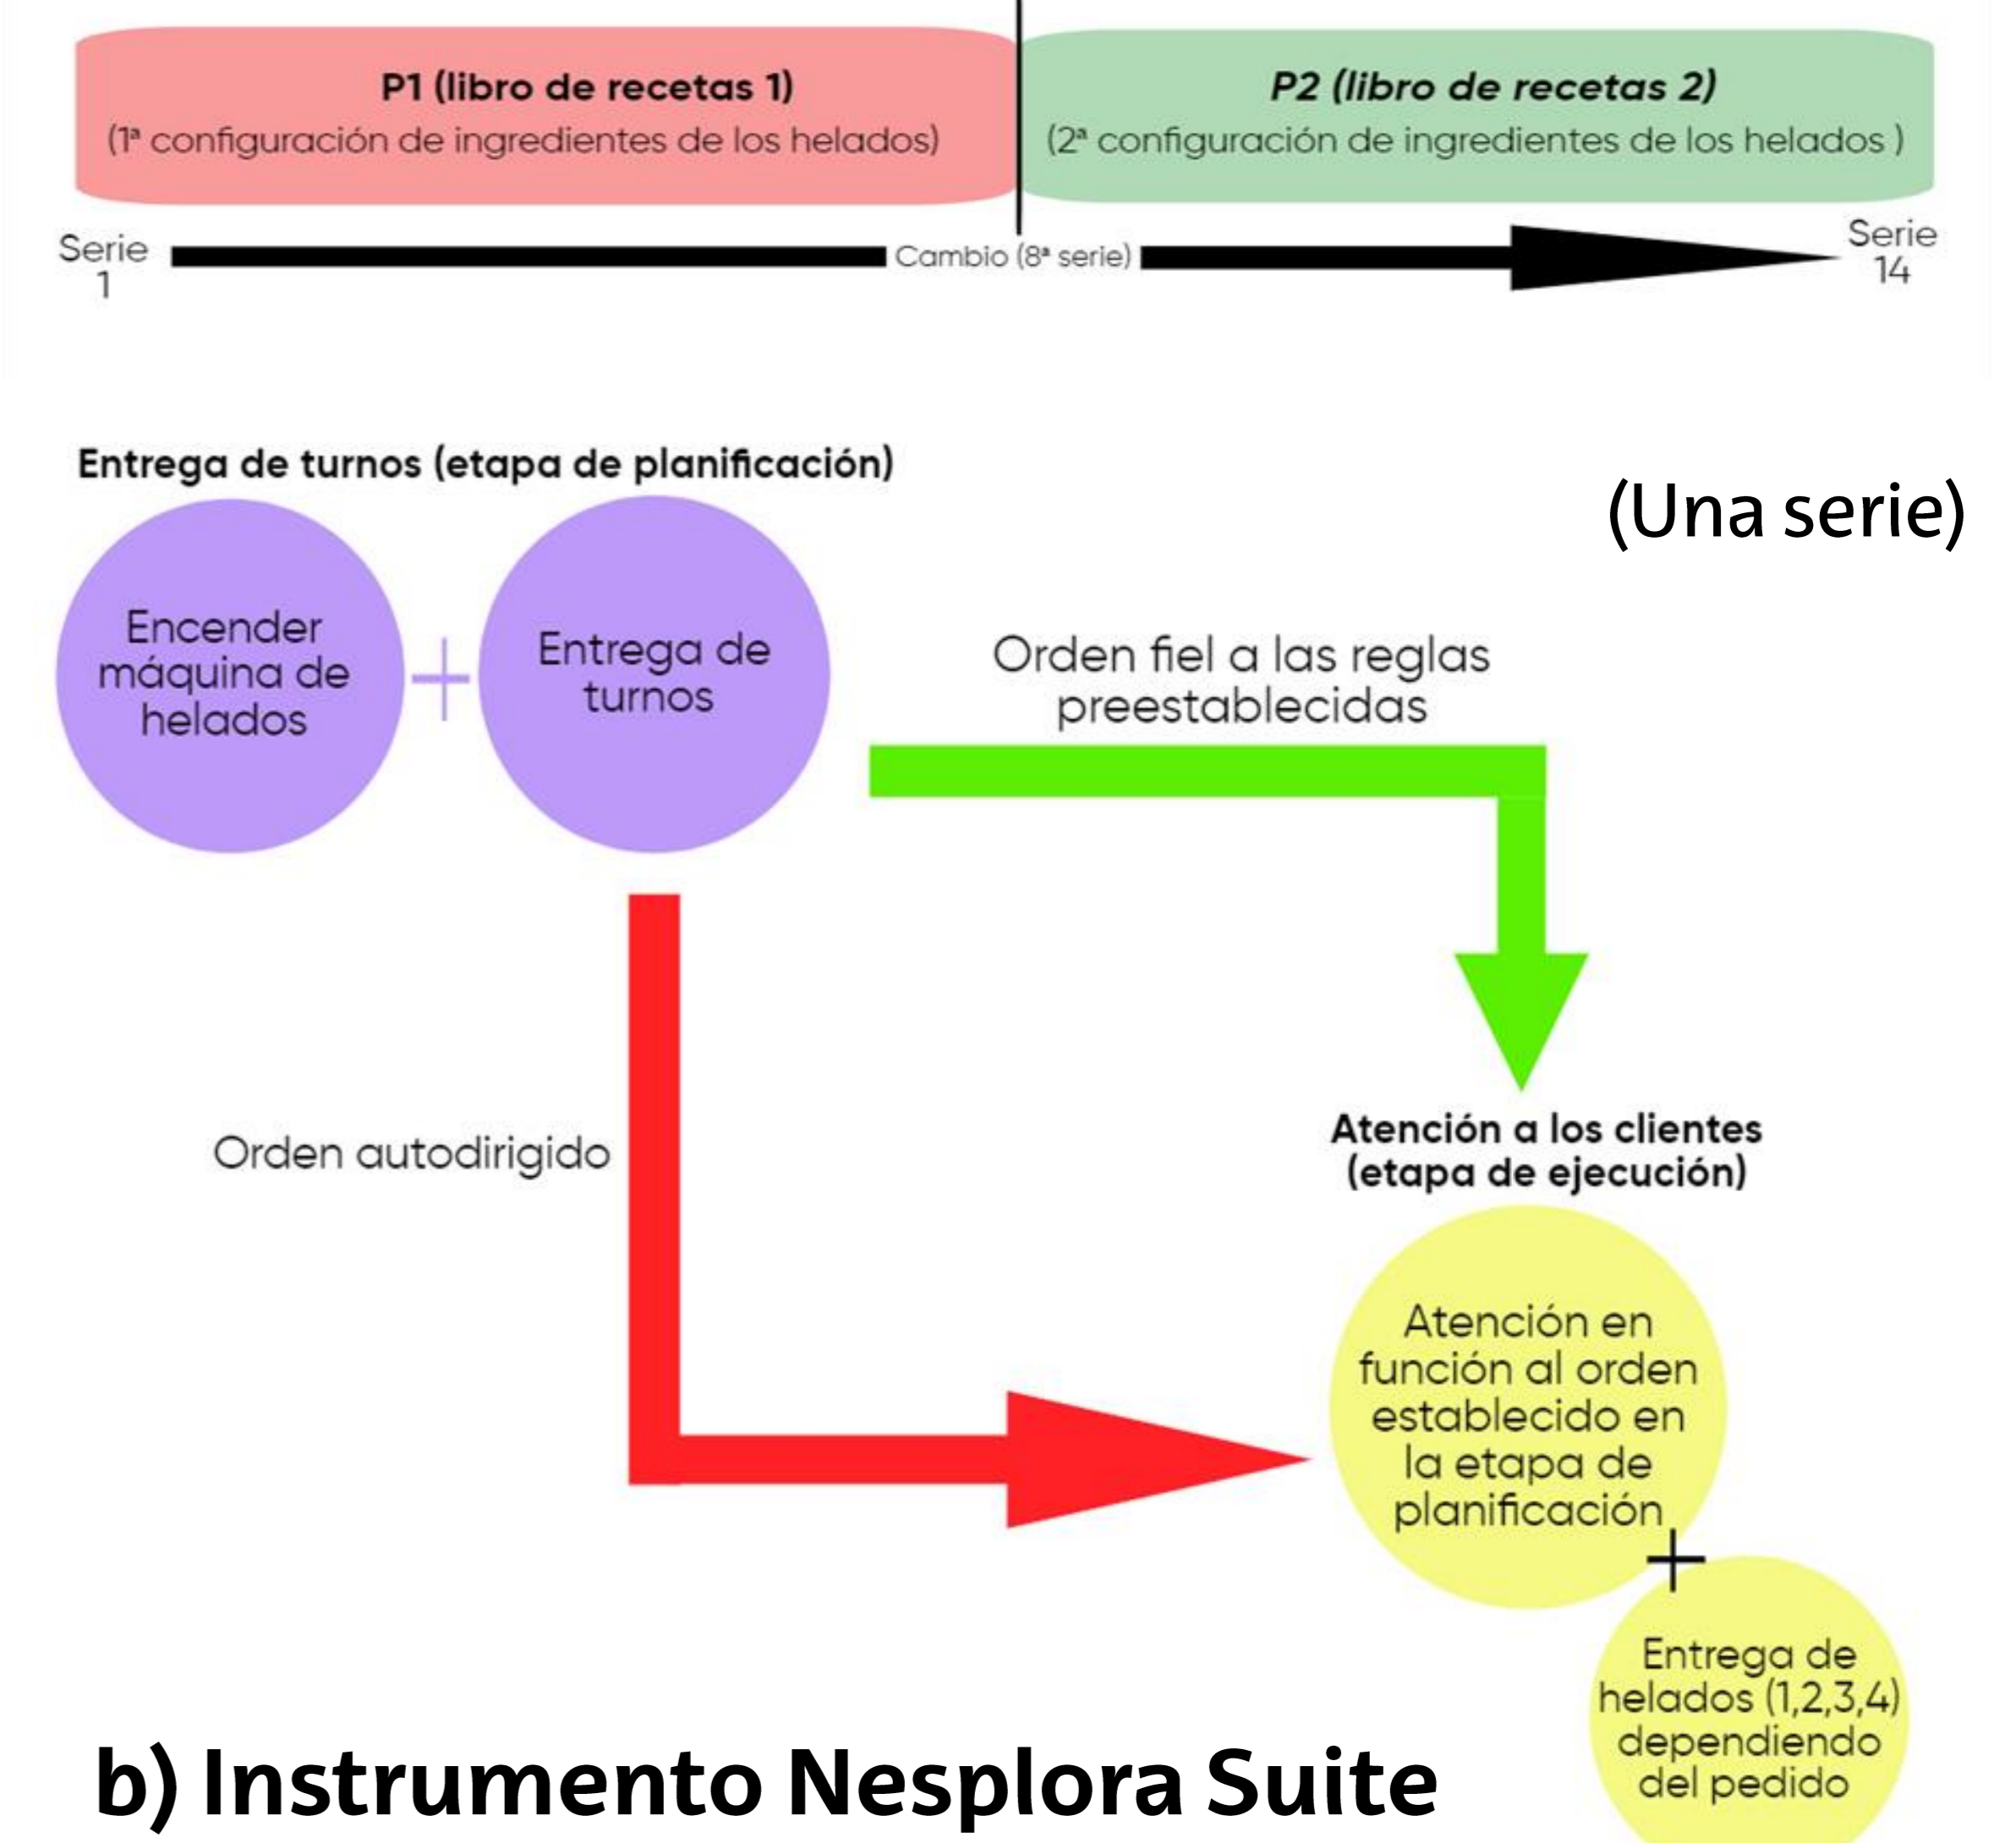 P1 (libro de recetas 1)
(1ª configuración de ingredientes de los helados)
P2 (libro de recetas 2)
(2ª configuración de ingredientes de los helados )
Serie
1
Cambio (8ª serie)
Serie
14
Entrega de turnos (etapa de planificación)
(Una serie)
Encender
máquina de
helados
Entrega de
turnos
Orden fiel a las reglas
preestablecidas
Orden autodirigido
Atención a los clientes
(etapa de ejecución)
Atención en
función al orden
establecido en
la etapa de
planificación
Entrega de
helados (1,2,3,4)
dependiendo
del pedido
b) Instrumento Nesplora Suite